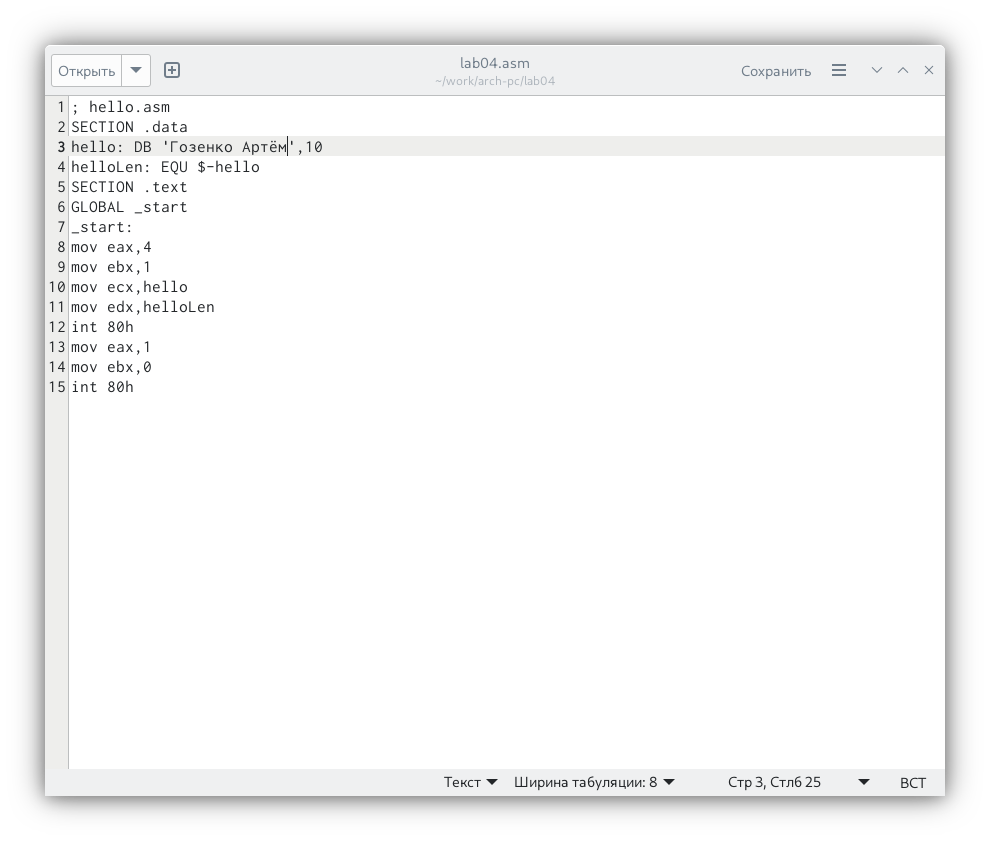 Открыть
lab04.asm
~/work/arch-pc/lab04
Сохранить
1 ; hello.asm
2 SECTION .data
3 hello: DB 'Гозенко Артём',10
4 helloLen: EQU $-hello
5 SECTION .text
6 GLOBAL _start
7 _start:
8 mov eax,4
9 mov ebx,1
10 mov ecx,hello
11 mov edx,helloLen
12 int 80h
13 mov eax,1
14 mov ebx,0
15 int 80h
Текст Ширина табуляции: 8 Стр 3, Стлб 25 ВСТ